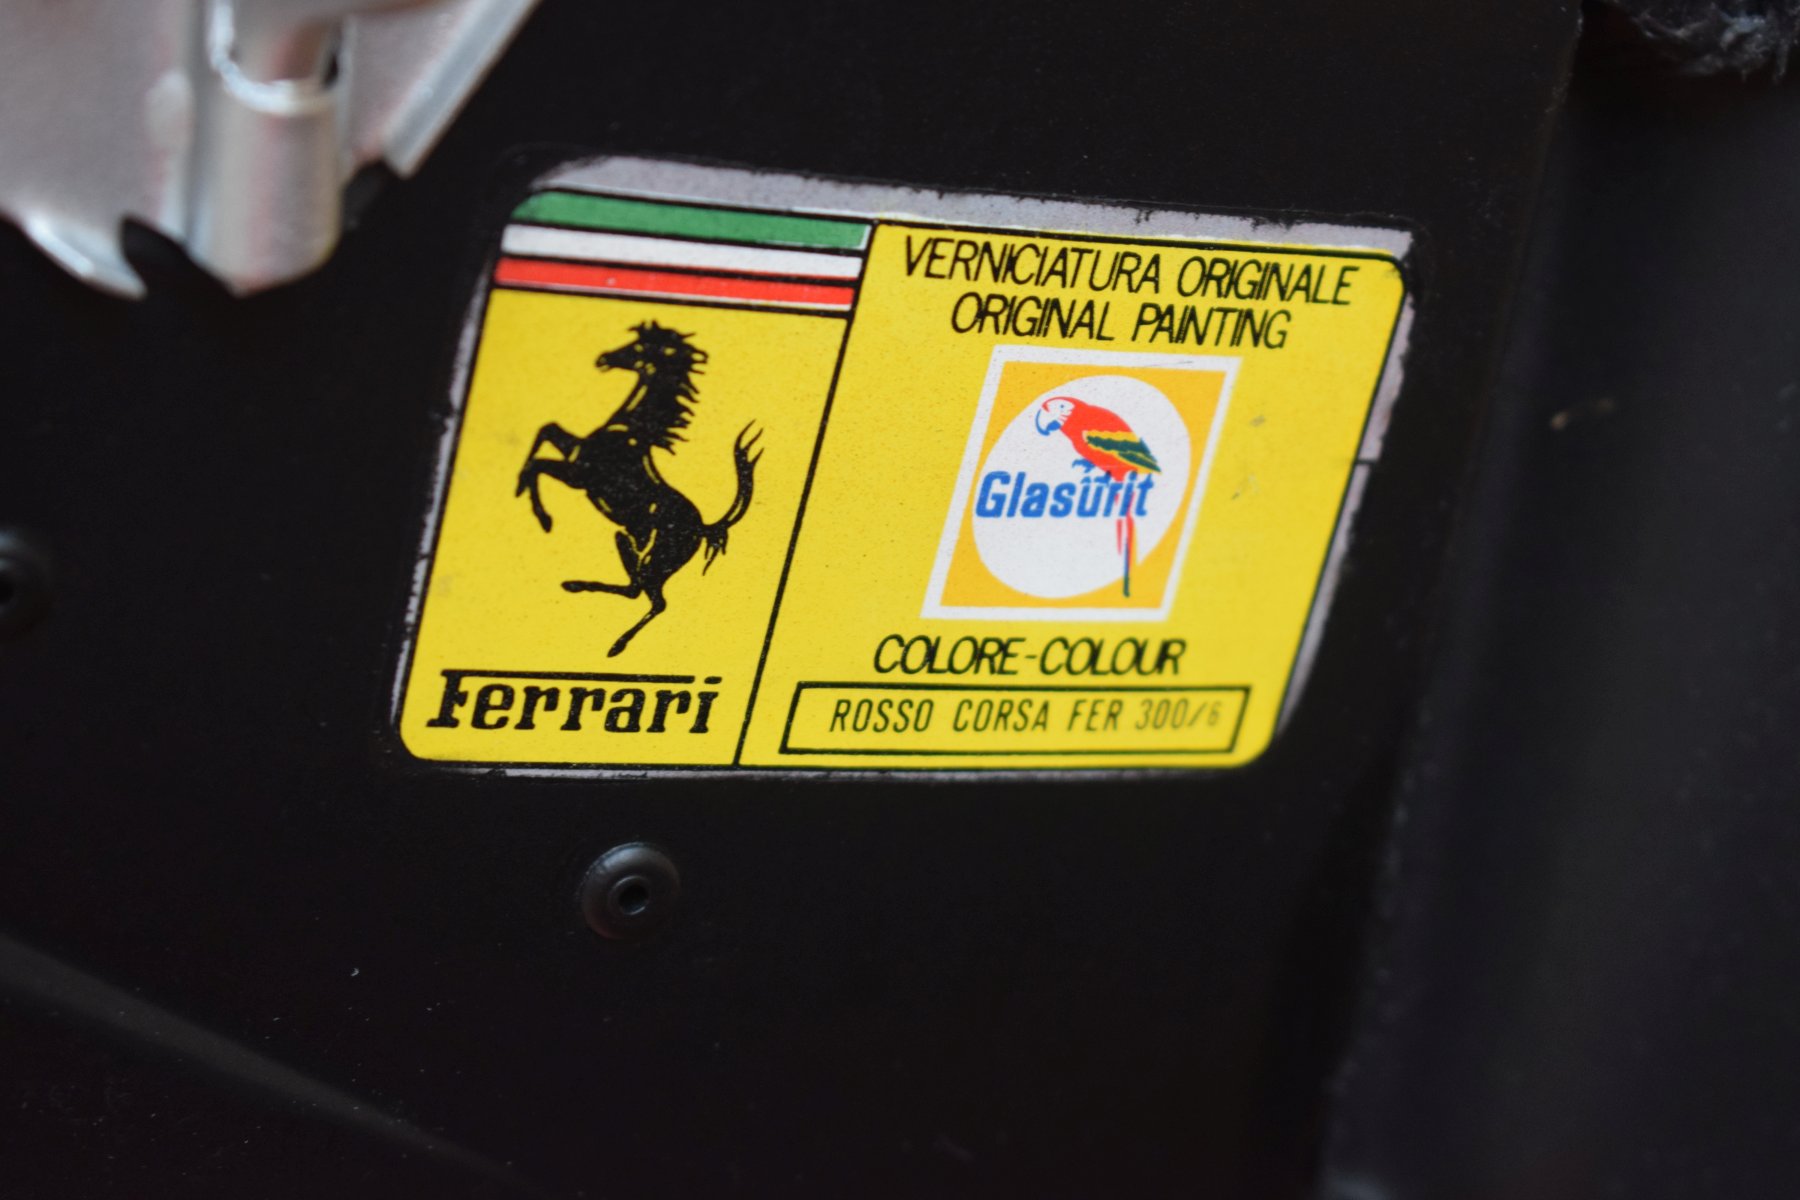 VERNICIATURA ORIGINALE
ORIGINAL PAINTING
Glasurit
COLORE-COLOUR
ROSSO CORSA FER 300/6
Ferrari